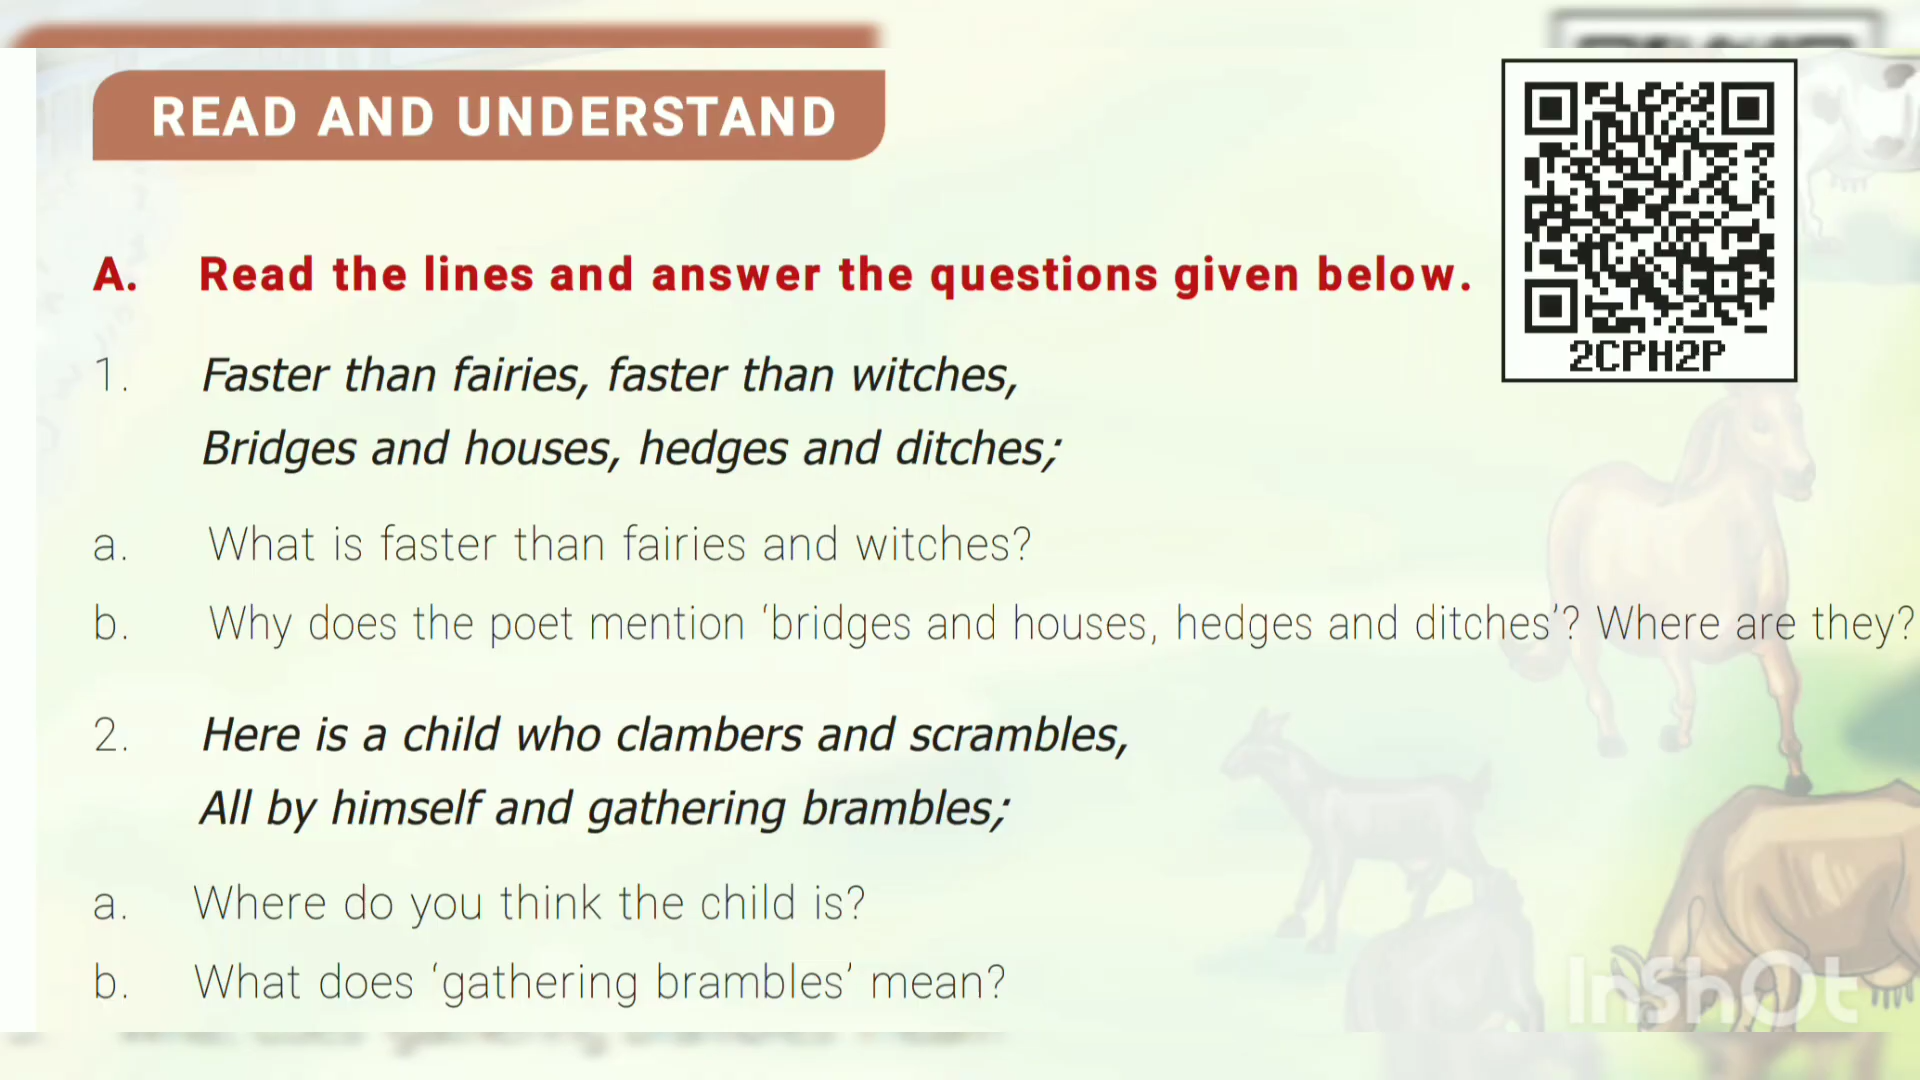 READ AND UNDERSTAND
2CPH2P
A. Read the lines and answer the questions given below.
1. Faster than fairies, faster than witches,
Bridges and houses, hedges and ditches;
a. What is faster than fairies and witches?
b. Why does the poet mention ‘bridges and houses, hedges and ditches’? Where are they?
2. Here is a child who clambers and scrambles,
All by himself and gathering brambles;
a. Where do you think the child is?
b. What does ‘gathering brambles’ mean?
InShOt